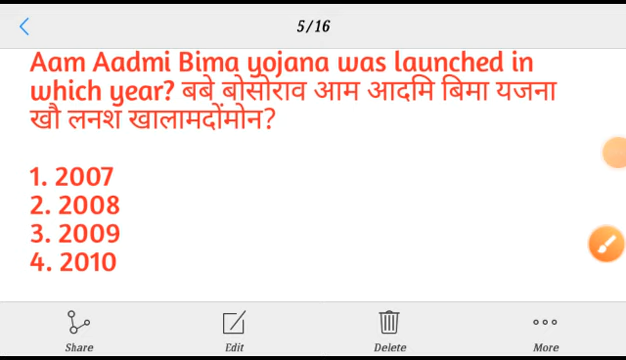 5/16
Aam Aadmi Bima yojana was launched in
which year? बबे बोसोराव आम आदमि बिमा यजना
खौ लनश खालामदोंमोन?
1. 2007
2. 2008
3. 2009
4. 2010
Share Edit Delete More